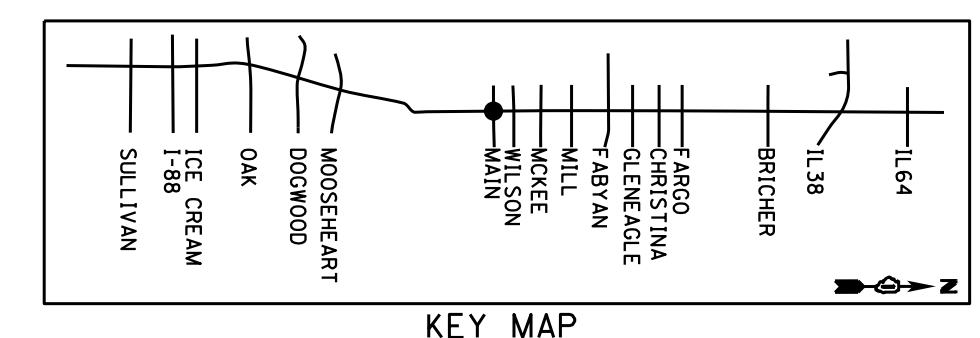 SULLIVAN
I-88
ICE CREAM
OAK
DOGWOOD
MOOSEHEART
MAIN
WILSON
MCKEE
MILL
FABYAN
GLENEAGLE
CHRISTINA
FARGO
BRICHER
IL38
IL64
N
KEY MAP